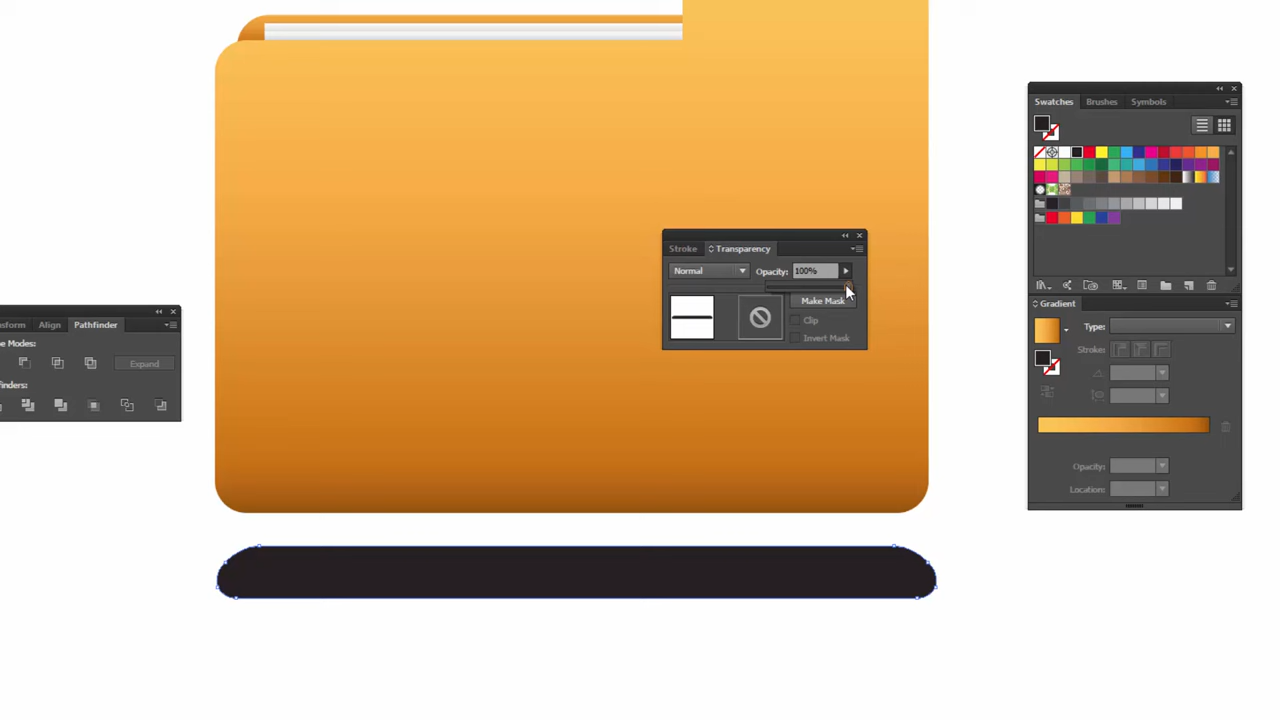 Swatches Brushes Symbols
Stroke Transparency
Normal Opacity: 100%
Make Mask
Clip
Invert Mask
Gradient
Type:
Stroke:
Opacity:
Location:
Align Pathfinder
Expand